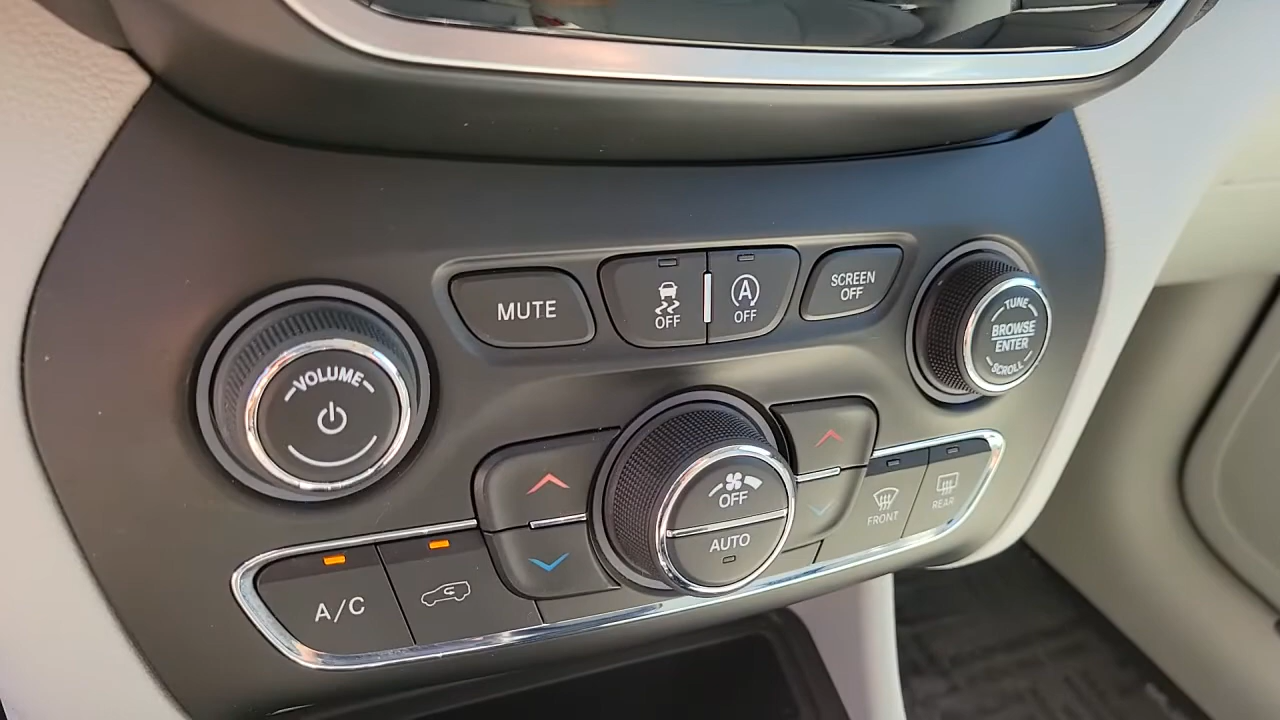 MUTE
OFF
A
OFF
SCREEN
OFF
TUNE
BROWSE
ENTER
SCROLL
VOLUME
OFF
AUTO
FRONT
REAR
A/C